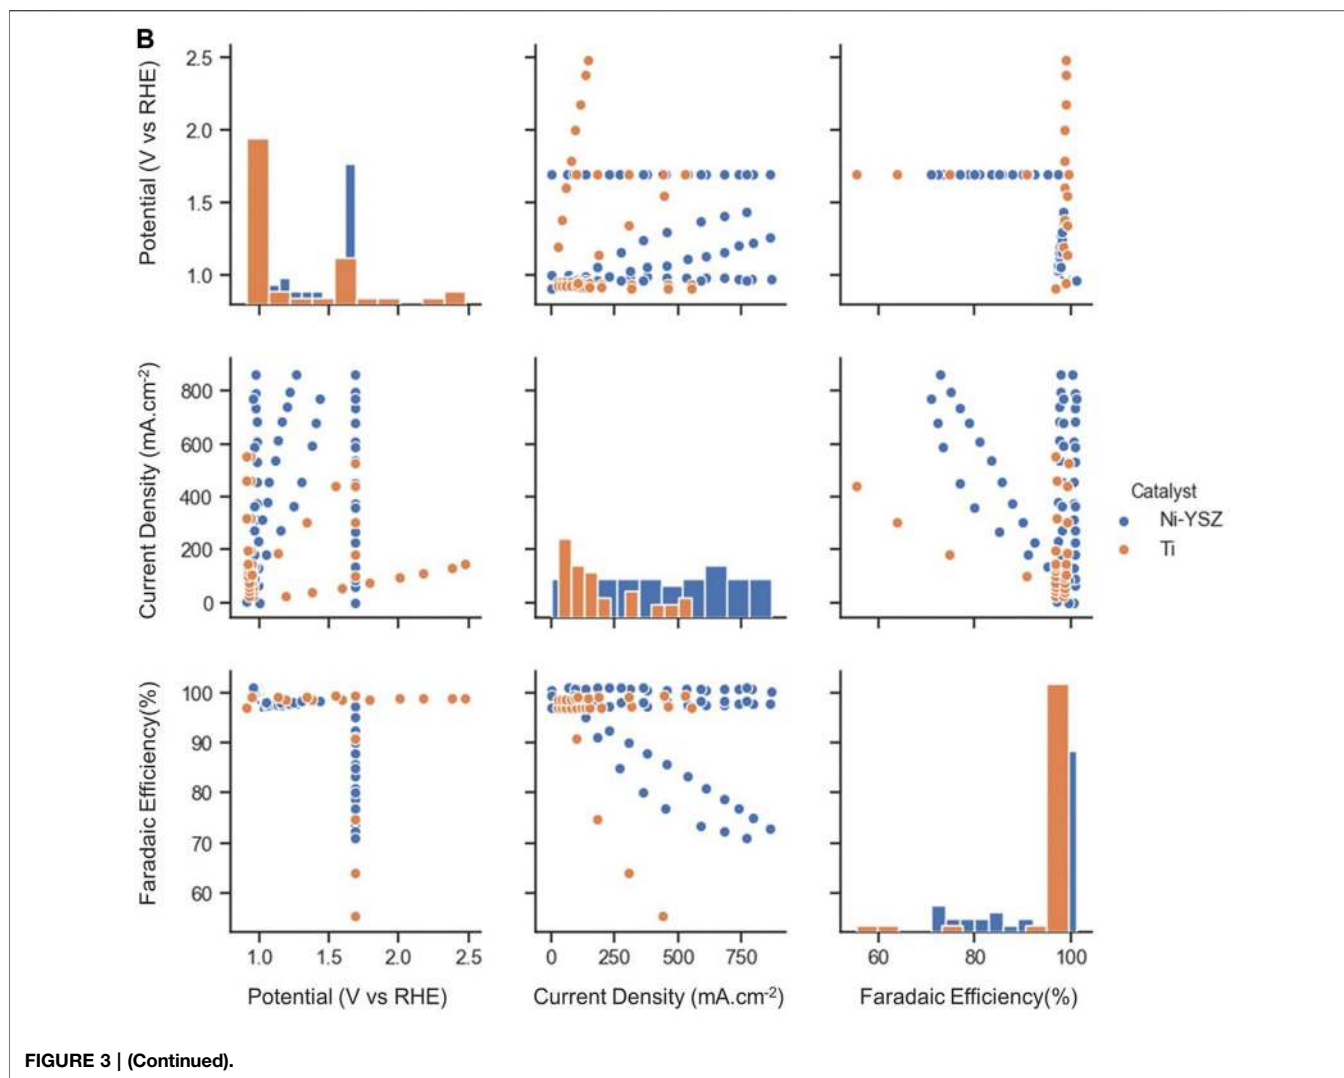 B
Potential (V vs RHE)
2.5
2.0
1.5
1.0
Current Density (mA.cm-2)
800
600
400
200
0
Catalyst
Ni-YSZ
Ti
Faradaic Efficiency(%)
100
90
80
70
60
1.0 1.5 2.0 2.5
0 250 500 750
60 80 100
Potential (V vs RHE)
Current Density (mA.cm-2)
Faradaic Efficiency(%)
FIGURE 3 | (Continued).